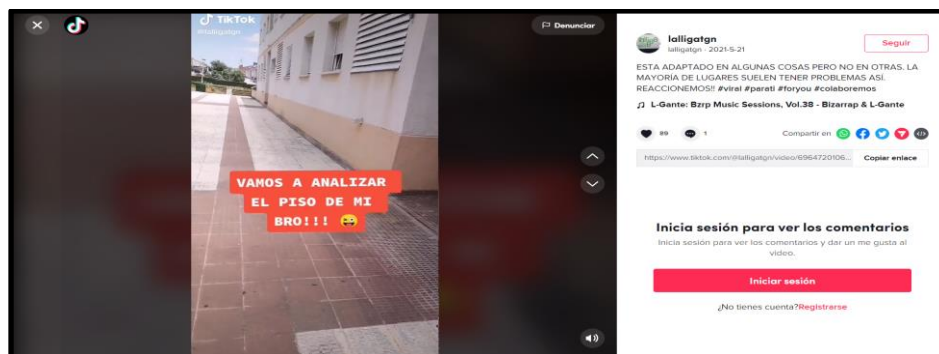 TikTok
@lalligatgn
Denunciar
VAMOS A ANALIZAR
EL PISO DE MI
BRO!!! 😜
lalligatgn
lalligatgn · 2021-5-21
Seguir
ESTA ADAPTADO EN ALGUNAS COSAS PERO NO EN OTRAS. LA
MAYORÍA DE LUGARES SUELEN TENER PROBLEMAS ASÍ.
REACCIONEMOS!! #viral #parati #foryou #colaboremos
L-Gante: Bzrp Music Sessions, Vol.38 - Bizarrap & L-Gante
89 1 Compartir en
https://www.tiktok.com/@lalligatgn/video/6964720106... Copiar enlace
Inicia sesión para ver los comentarios
Inicia sesión para ver los comentarios y dar un me gusta al
video.
Iniciar sesión
¿No tienes cuenta?Registrarse